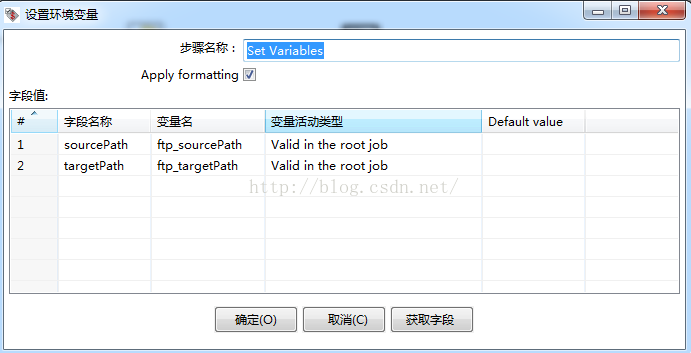 设置环境变量
步骤名称: Set Variables
Apply formatting
字段值:
# 字段名称 变量名 变量活动类型 Default value
1 sourcePath ftp_sourcePath Valid in the root job
2 targetPath ftp_targetPath Valid in the root job
http://blog.csdn.net/
确定(O) 取消(C) 获取字段